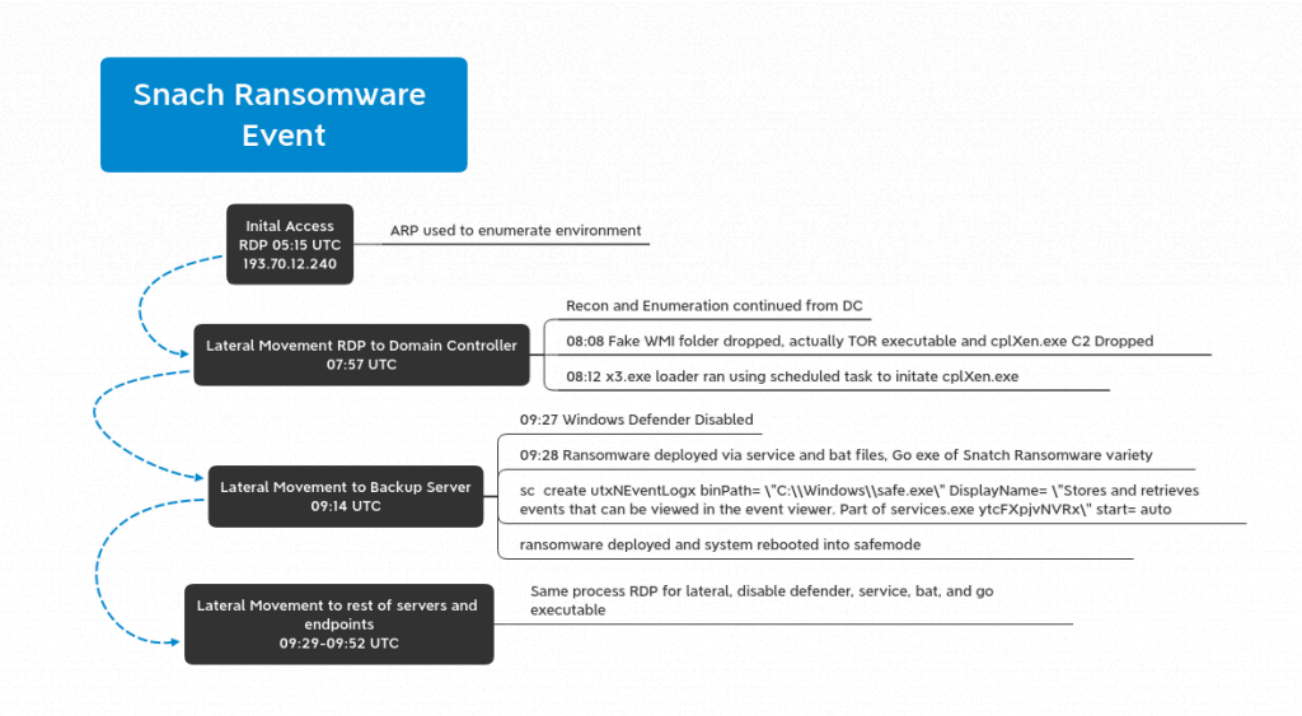 Snach Ransomware
Event
Inital Access
RDP 05:15 UTC
193.70.12.240
ARP used to enumerate environment
Lateral Movement RDP to Domain Controller
07:57 UTC
Recon and Enumeration continued from DC
08:08 Fake WMI folder dropped, actually TOR executable and cplXen.exe C2 Dropped
08:12 x3.exe loader ran using scheduled task to initate cplXen.exe
Lateral Movement to Backup Server
09:14 UTC
09:27 Windows Defender Disabled
09:28 Ransomware deployed via service and bat files, Go exe of Snatch Ransomware variety
sc  create utxNEventLogx binPath= \"C:\\Windows\\safe.exe\" DisplayName= \"Stores and retrieves
events that can be viewed in the event viewer. Part of services.exe ytcFXpjvNVRx\" start= auto
ransomware deployed and system rebooted into safemode
Lateral Movement to rest of servers and
endpoints
09:29-09:52 UTC
Same process RDP for lateral, disable defender, service, bat, and go
executable